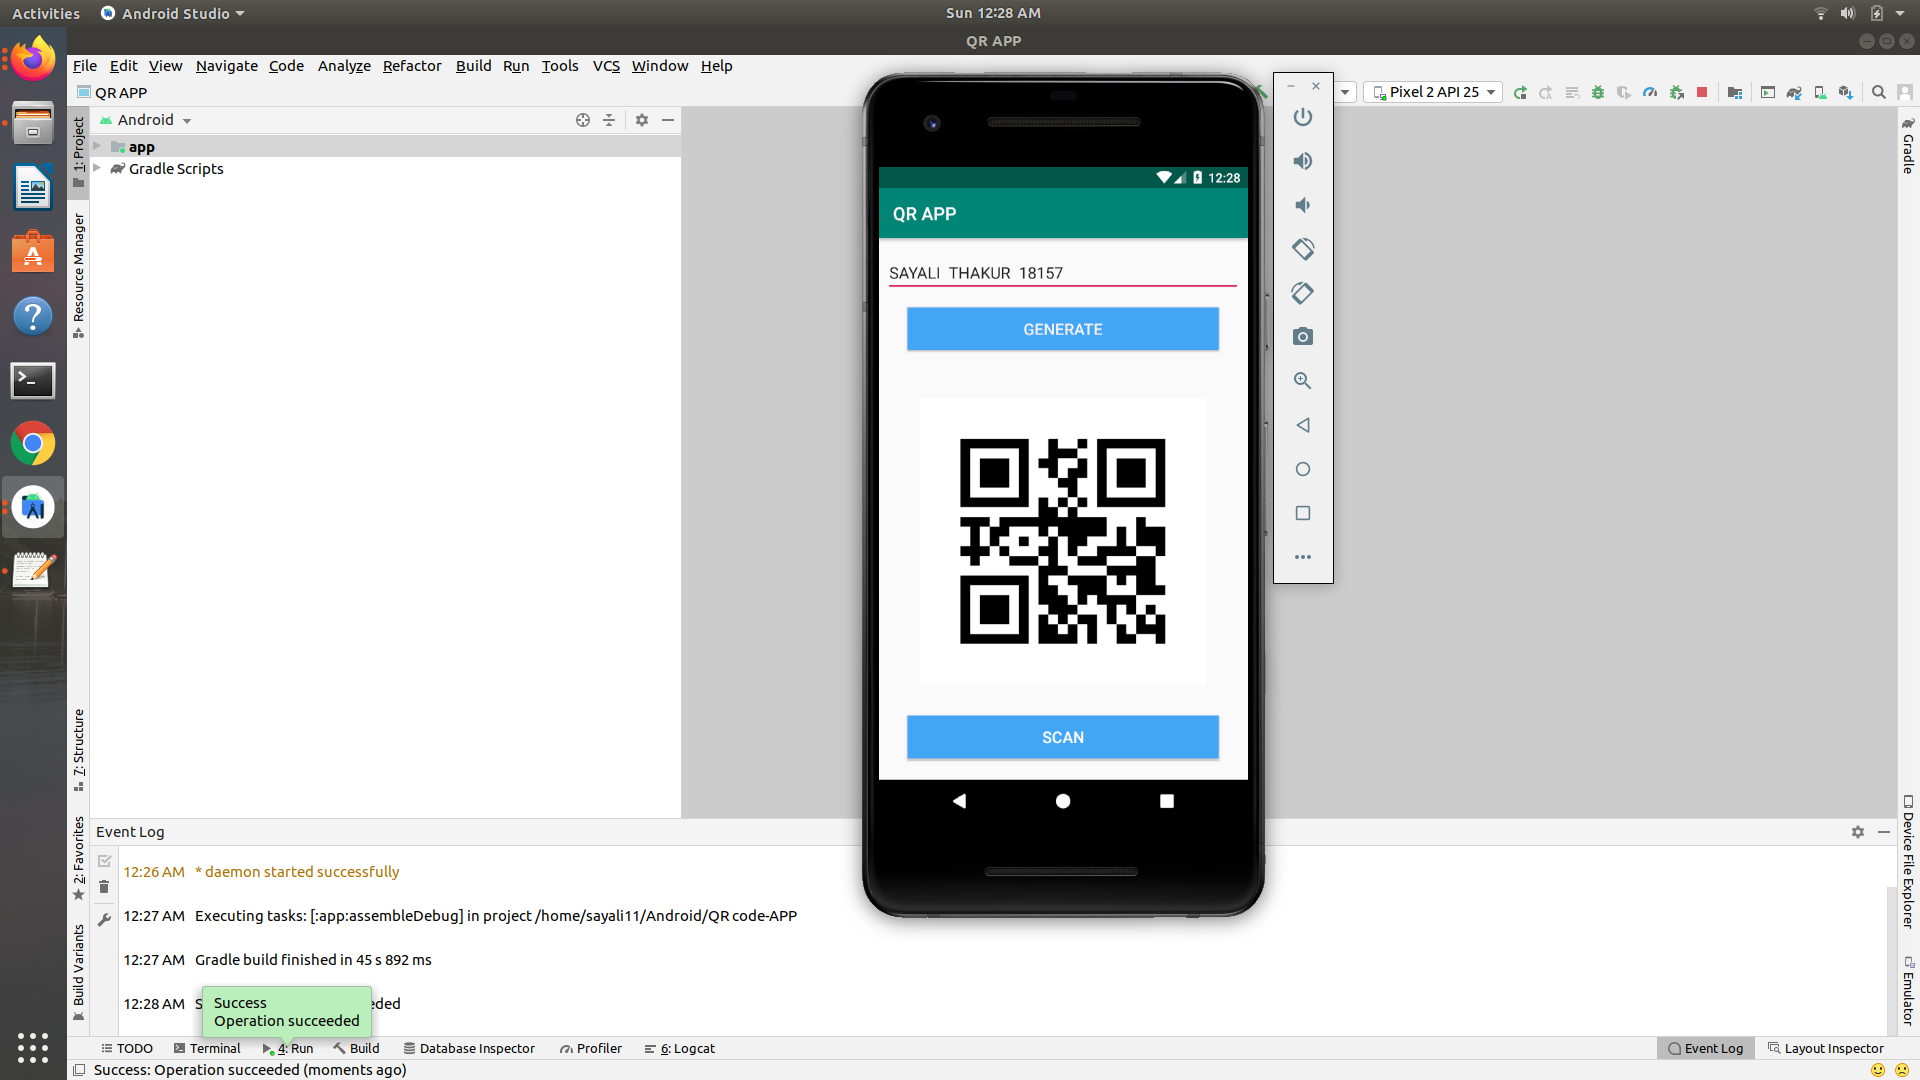 Activities Android Studio Sun 12:28 AM
QR APP
File Edit View Navigate Code Analyze Refactor Build Run Tools VCS Window Help
QR APP Pixel 2 API 25
Android
app
Gradle Scripts
1: Project
Resource Manager
7: Structure
2: Favorites
Build Variants
12:28
QR APP
SAYALI THAKUR 18157
GENERATE
SCAN
Gradle
Device File Explorer
Emulator
Event Log
12:26 AM * daemon started successfully
12:27 AM Executing tasks: [:app:assembleDebug] in project /home/sayali11/Android/QR code-APP
12:27 AM Gradle build finished in 45 s 892 ms
12:28 AM S eded
Success
Operation succeeded
TODO Terminal 4: Run Build Database Inspector Profiler 6: Logcat Event Log Layout Inspector
Success: Operation succeeded (moments ago)